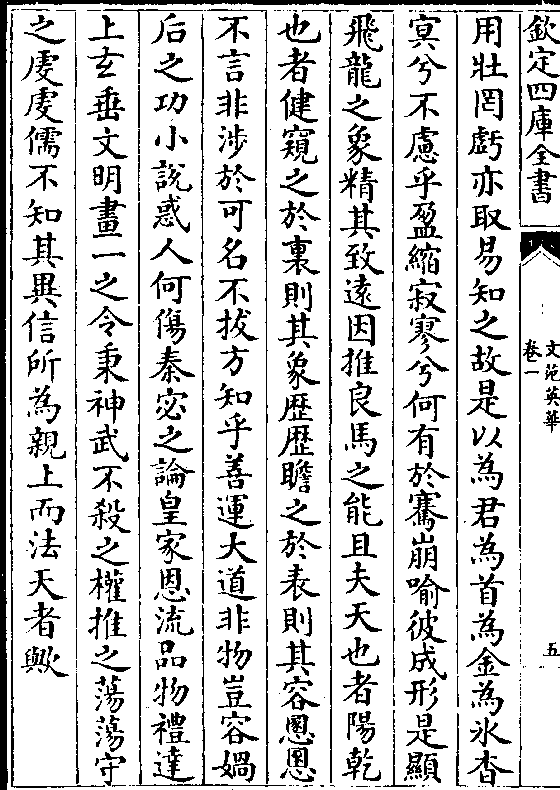 欽定四庫全書
文苑英華
卷一
五
用壯罔虧亦取易知之故是以為君為首為金為氷杳
㝠兮不慮乎盈縮寂寥兮何有於騫崩喻彼成形是顯
飛龍之象精其致逺因推良馬之能且夫天也者陽乾
也者健窺之於裏則其象歴歴瞻之於表則其容恩恩
不言非涉於可名不拔方知乎善運大道非物豈容媧
后之功小說惑人何傷秦宓之論皇家恩流品物禮達
上𤣥垂文明畫一之令秉神武不殺之權推之蕩蕩守
之虔虔儒不知其異信所為親上而法天者歟